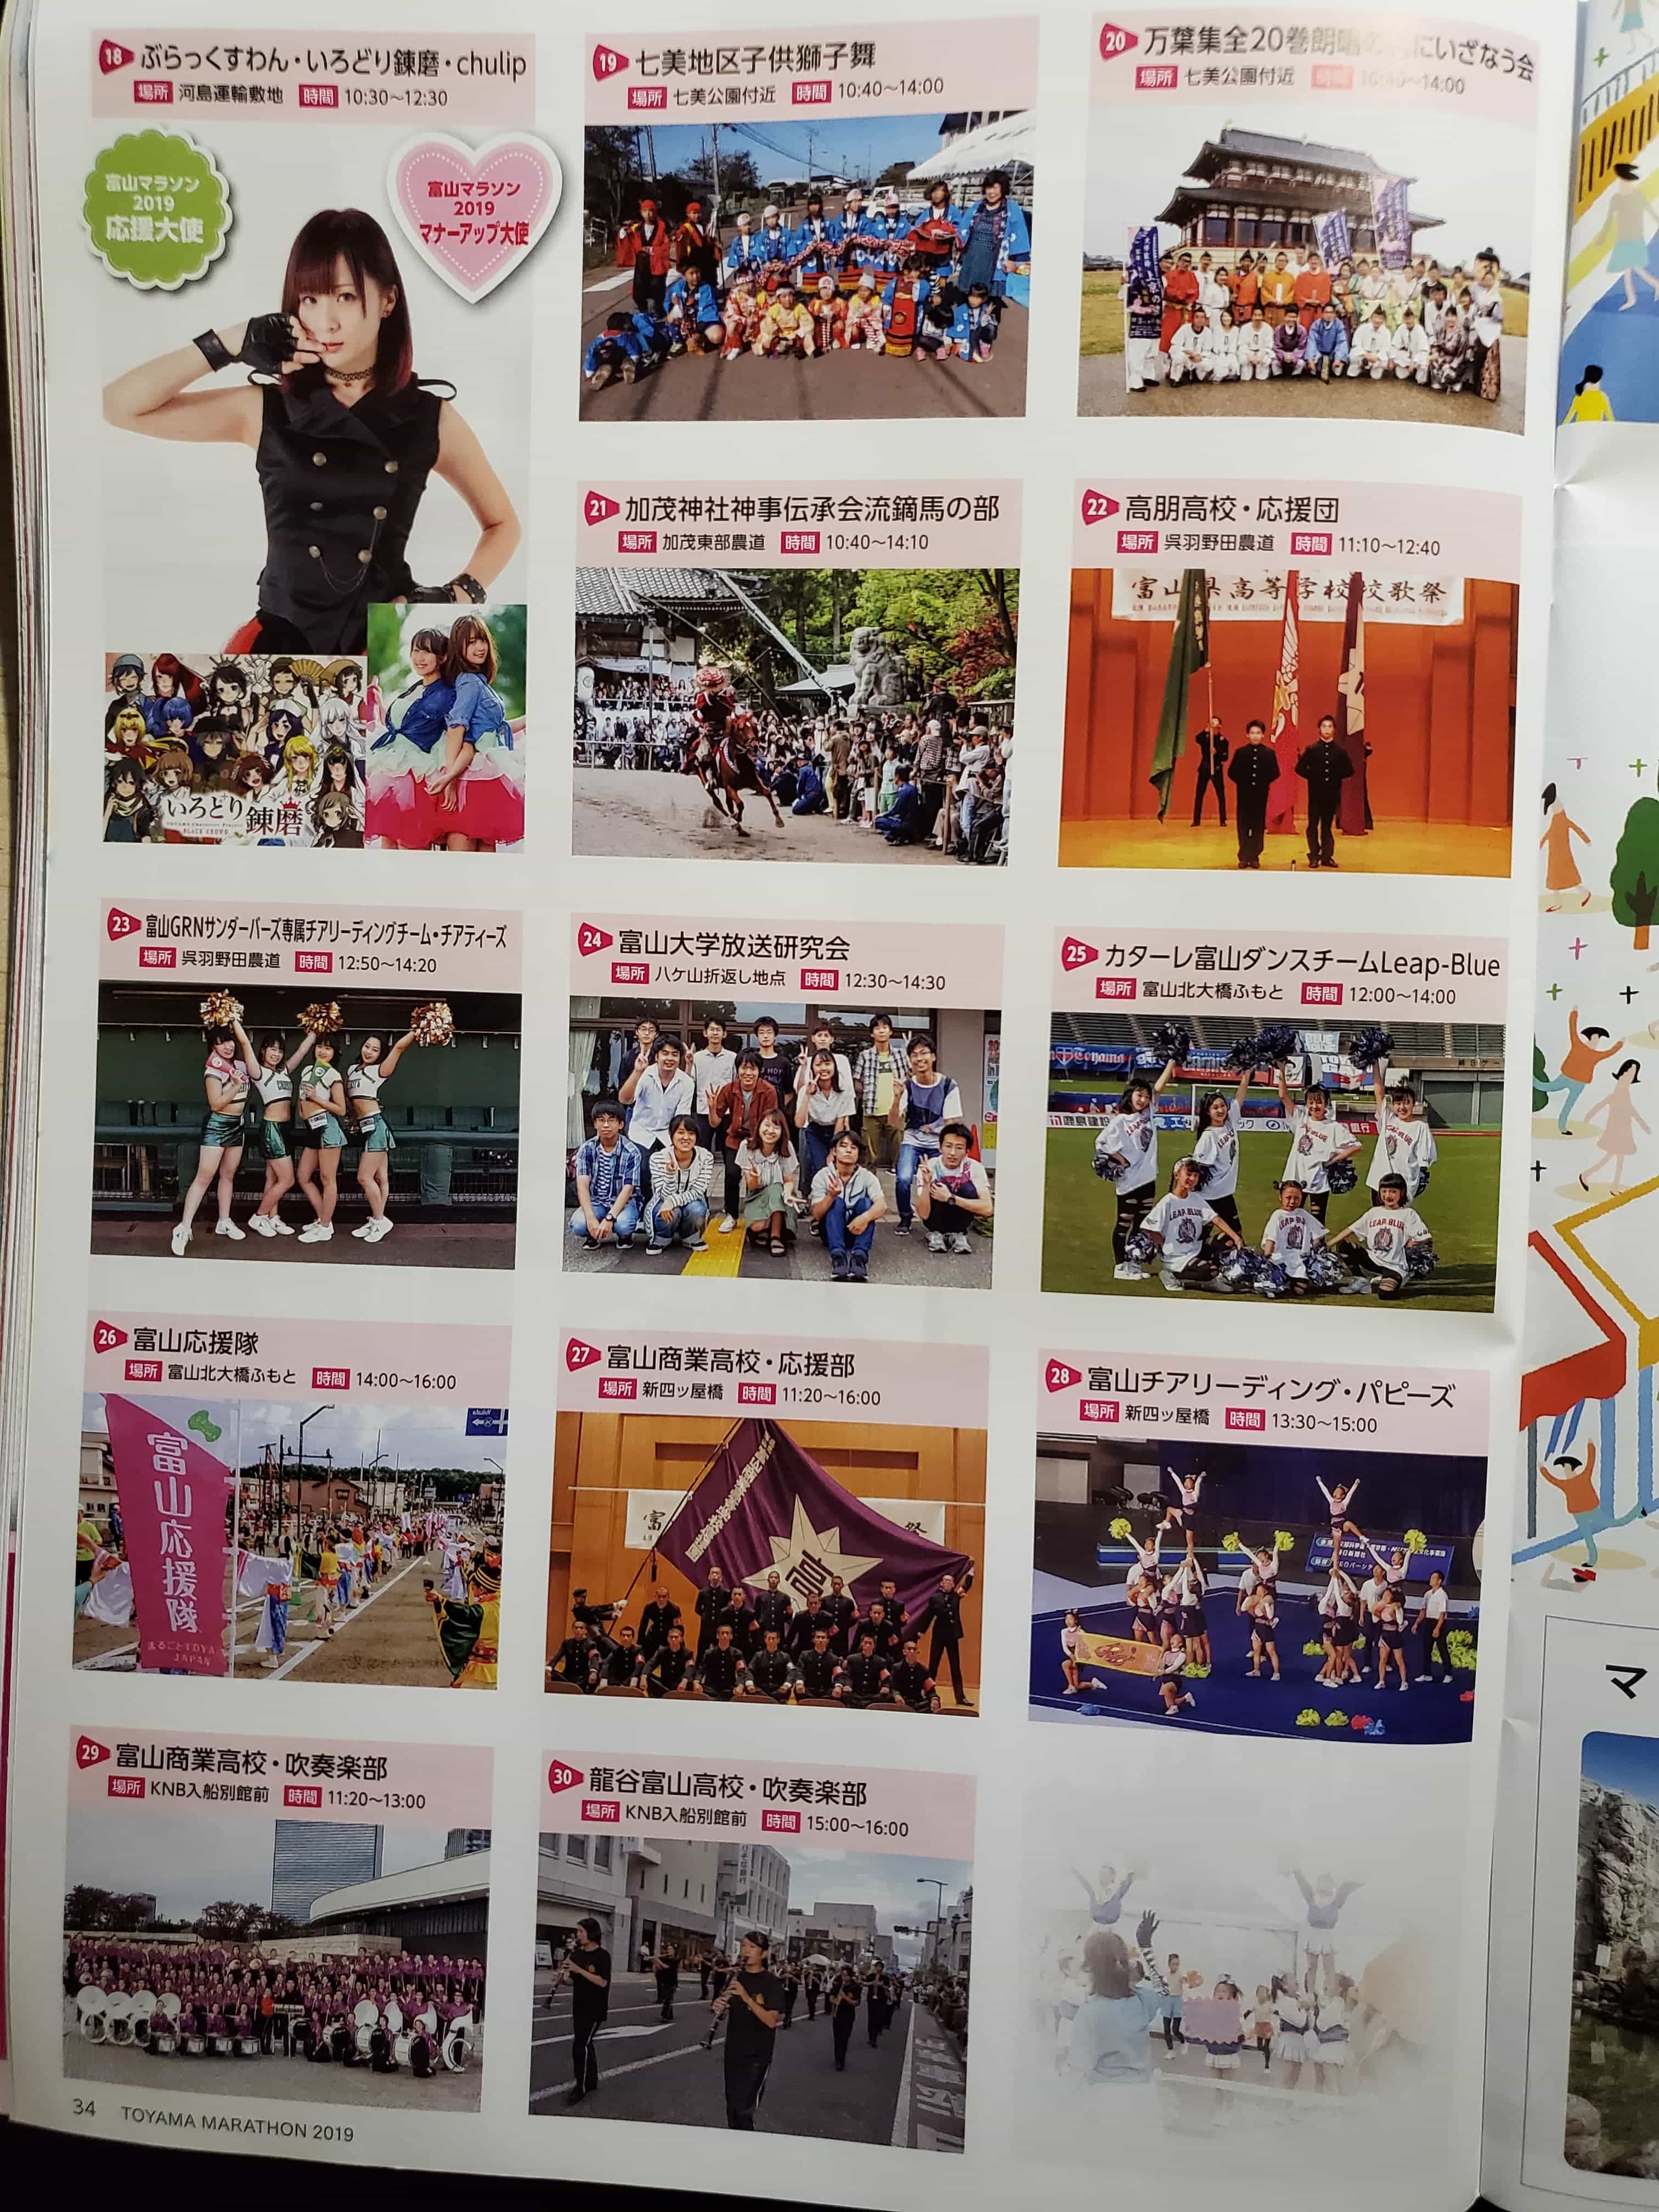 18 ぶらっくすわん・いろどり錬磨・chulip
場所 河島運輸敷地 時間 10:30〜12:30
富山マラソン
2019
応援大使
富山マラソン
2019
マナーアップ大使
いろどり錬磨
BLACK CROWD
19 七美地区子供獅子舞
場所 七美公園付近 時間 10:40〜14:00
20 万葉集全20巻朗唱の にいざなう会
場所 七美公園付近 時間 10:40〜14:00
21 加茂神社神事伝承会流鏑馬の部
場所 加茂東部農道 時間 10:40〜14:10
22 高朋高校・応援団
場所 呉羽野田農道 時間 11:10〜12:40
富山県高等学校校歌祭
23 富山GRNサンダーバーズ専属チアリーディングチーム・チアティーズ
場所 呉羽野田農道 時間 12:50〜14:20
24 富山大学放送研究会
場所 八ケ山折返し地点 時間 12:30〜14:30
25 カターレ富山ダンスチームLeap-Blue
場所 富山北大橋ふもと 時間 12:00〜14:00
LEAP BLUE
LEAP BLUE
LEAP BLUE
26 富山応援隊
場所 富山北大橋ふもと 時間 14:00〜16:00
富山応援隊
まるごとTOYA
JAPAN
27 富山商業高校・応援部
場所 新四ッ屋橋 時間 11:20〜16:00
富
祭
28 富山チアリーディング・パピーズ
場所 新四ッ屋橋 時間 13:30〜15:00
29 富山商業高校・吹奏楽部
場所 KNB入船別館前 時間 11:20〜13:00
30 龍谷富山高校・吹奏楽部
場所 KNB入船別館前 時間 15:00〜16:00
マ
34 TOYAMA MARATHON 2019